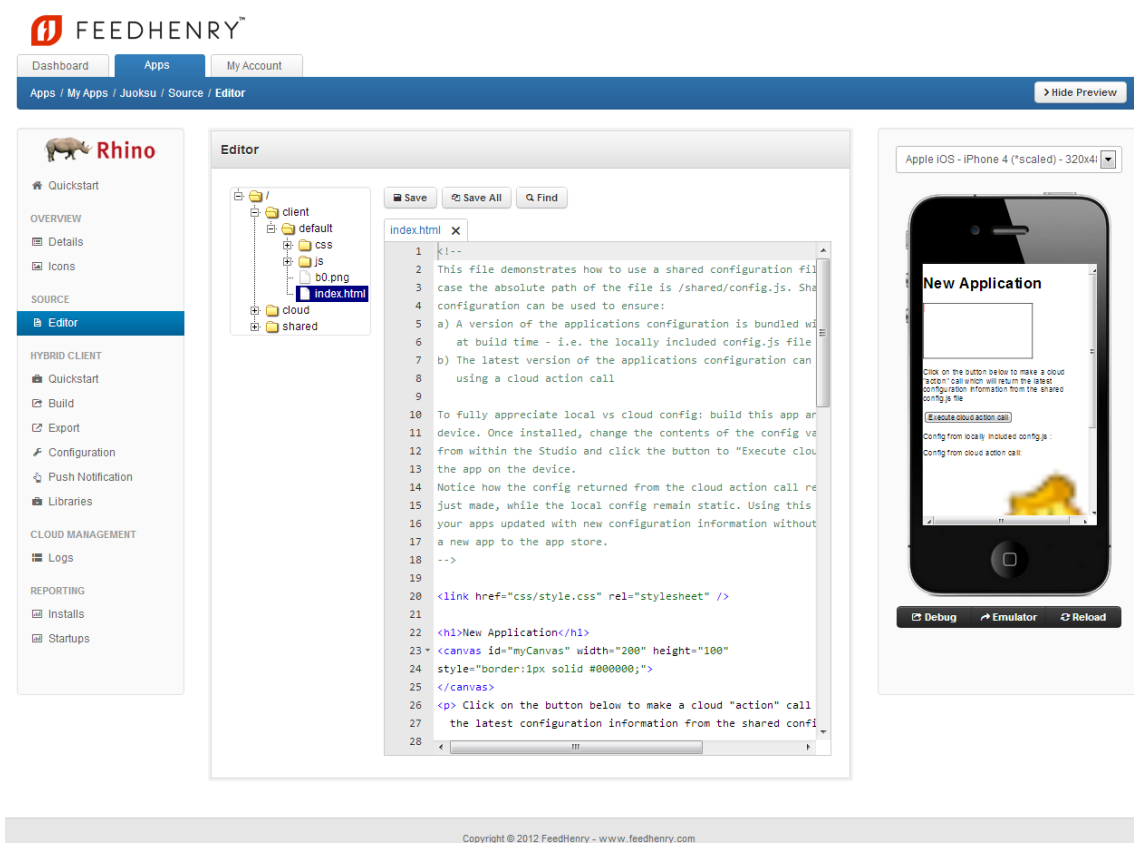 FEEDHENRY™
Dashboard Apps My Account
Apps / My Apps / Juoksu / Source / Editor
Hide Preview
Rhino
Quickstart
OVERVIEW
Details
Icons
SOURCE
Editor
HYBRID CLIENT
Quickstart
Build
Export
Configuration
Push Notification
Libraries
CLOUD MANAGEMENT
Logs
REPORTING
Installs
Startups
Editor
/
client
default
css
js
b0.png
index.html
cloud
shared
Save Save All Find
index.html X
1 <!--
2 This file demonstrates how to use a shared configuration fil
3 case the absolute path of the file is /shared/config.js. Sha
4 configuration can be used to ensure:
5 a) A version of the applications configuration is bundled wi
6 at build time - i.e. the locally included config.js file
7 b) The latest version of the applications configuration can
8 using a cloud action call
9
10 To fully appreciate local vs cloud config: build this app an
11 device. Once installed, change the contents of the config va
12 from within the Studio and click the button to "Execute clou
13 the app on the device.
14 Notice how the config returned from the cloud action call re
15 just made, while the local config remain static. Using this
16 your apps updated with new configuration information without
17 a new app to the app store.
18 -->
19
20 <link href="css/style.css" rel="stylesheet" />
21
22 <h1>New Application</h1>
23 <canvas id="myCanvas" width="200" height="100"
24 style="border:1px solid #000000;">
25 </canvas>
26 <p> Click on the button below to make a cloud "action" call
27 the latest configuration information from the shared confi
28
Apple iOS - iPhone 4 (*scaled) - 320x48
New Application
Click on the button below to make a cloud
"action" call which will return the latest
configuration information from the shared
config.js file
Execute cloud action call
Config from locally included config.js :
Config from cloud action call:
Debug Emulator Reload
Copyright © 2012 FeedHenry - www.feedhenry.com